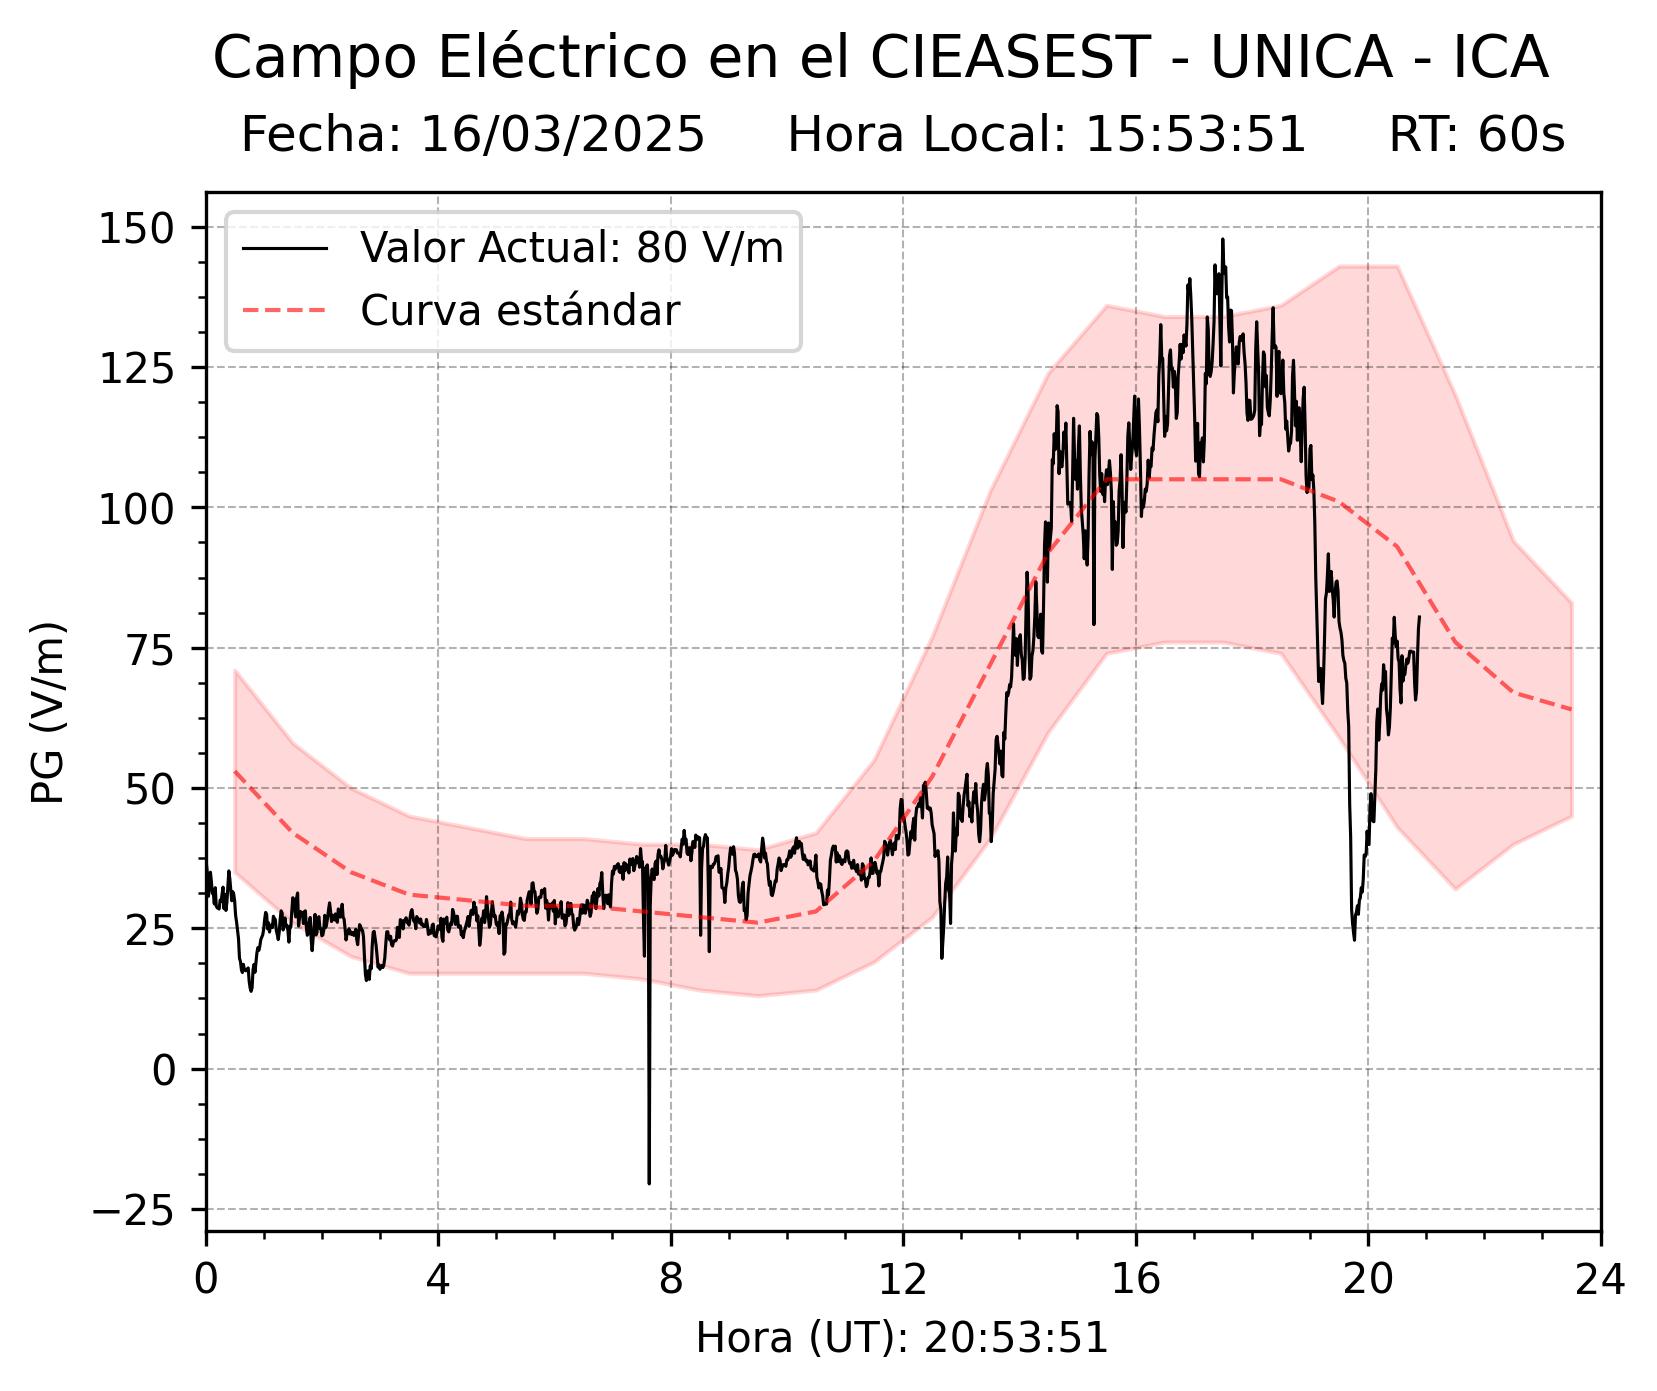 Campo Eléctrico en el CIEASEST - UNICA - ICA
Fecha: 16/03/2025 Hora Local: 15:53:51 RT: 60s
Valor Actual: 80 V/m
Curva estándar
PG (V/m)
150
125
100
75
50
25
0
−25
0 4 8 12 16 20 24
Hora (UT): 20:53:51